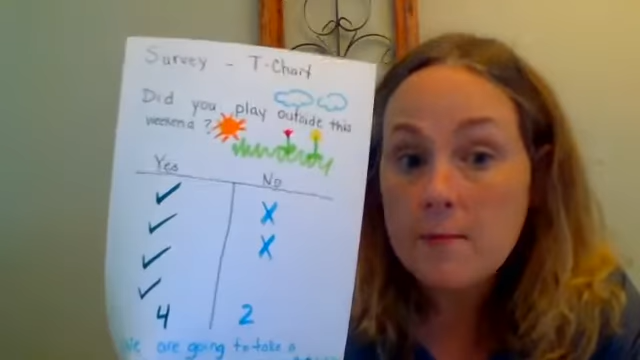 Survey - T-Chart
Did you play outside this
weekend?
Yes No
✓
✓ X
✓ X
✓
4 2
We are going to take a